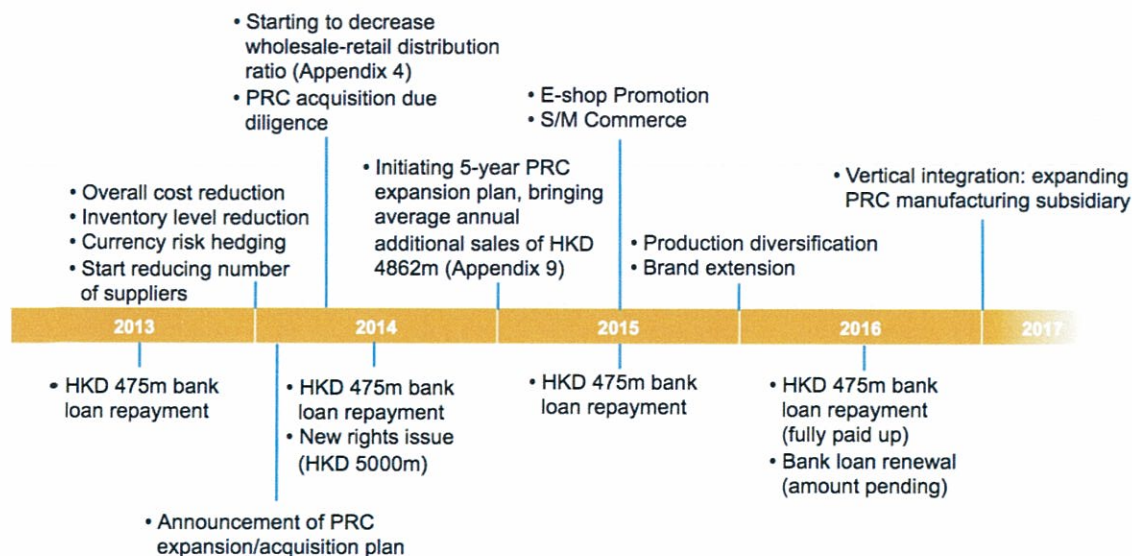 • Starting to decrease
wholesale-retail distribution
ratio (Appendix 4)
• PRC acquisition due
diligence
• E-shop Promotion
• S/M Commerce
• Overall cost reduction
• Inventory level reduction
• Currency risk hedging
• Start reducing number
of suppliers
• Initiating 5-year PRC
expansion plan, bringing
average annual
additional sales of HKD
4862m (Appendix 9)
• Production diversification
• Brand extension
• Vertical integration: expanding
PRC manufacturing subsidiary
2013 2014 2015 2016 2017
• HKD 475m bank
loan repayment
• HKD 475m bank
loan repayment
• New rights issue
(HKD 5000m)
• HKD 475m bank
loan repayment
• HKD 475m bank
loan repayment
(fully paid up)
• Bank loan renewal
(amount pending)
• Announcement of PRC
expansion/acquisition plan